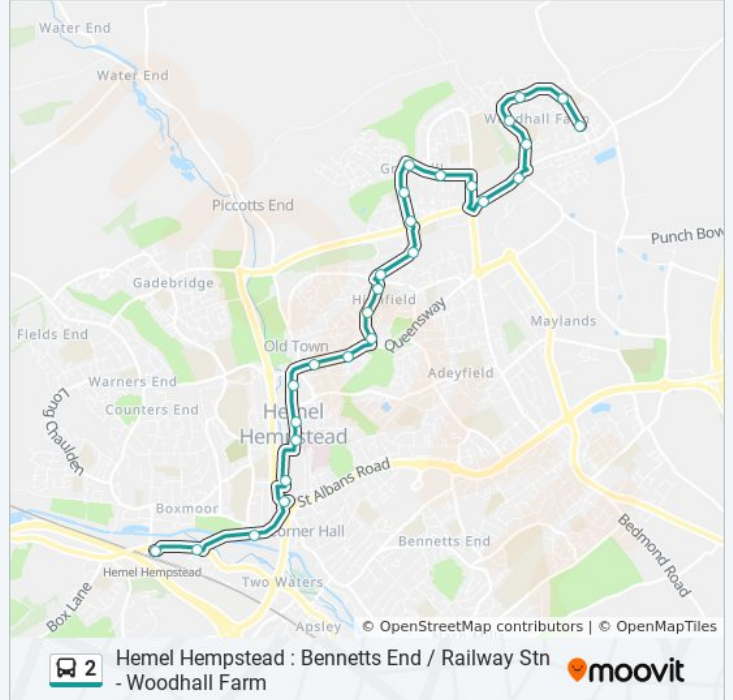 Water End
Water End
Piccotts End
Gadebridge
Punch Bow
Fields End
Queensway
Maylands
Old Town
Warners End
Adeyfield
Counters End
Long Chaulden
Hemel
Hempstead
St Albans Road
Boxmoor
Corner Hall
Bennetts End
Bedmond Road
Hemel Hempstead
Two Waters
Box Lane
Apsley
Woodhall Farm
Highfield
© OpenStreetMap contributors | © OpenMapTiles
2
Hemel Hempstead : Bennetts End / Railway Stn
- Woodhall Farm
moovit